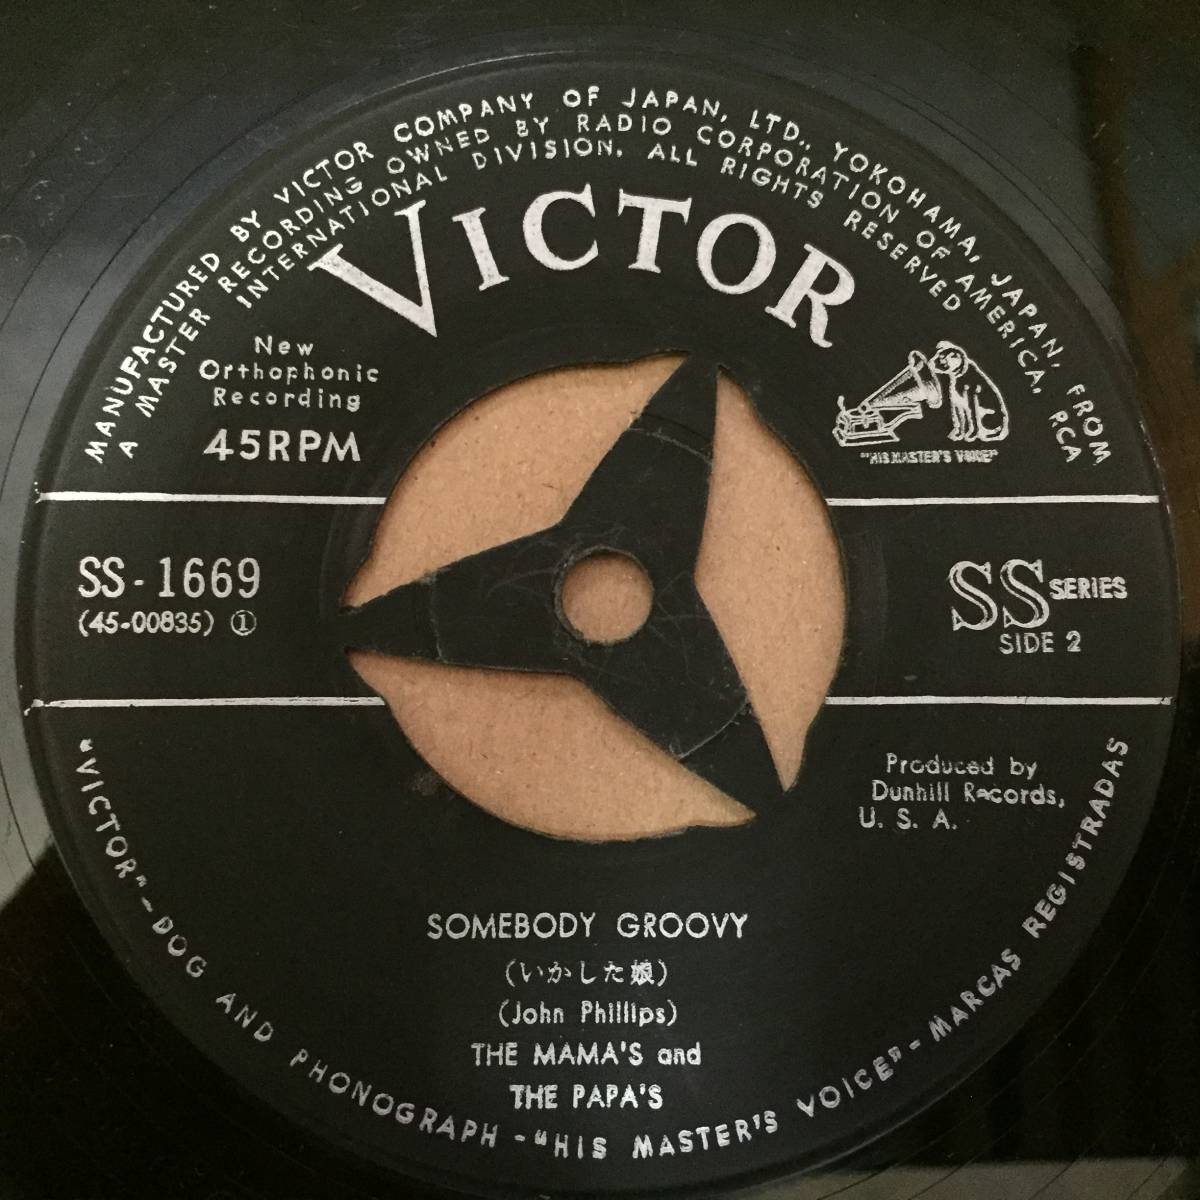 MANUFACTURED BY VICTOR COMPANY OF JAPAN, LTD., YOKOHAMA, JAPAN, FROM
A MASTER RECORDING OWNED BY RADIO CORPORATION OF AMERICA, RCA
INTERNATIONAL DIVISION. ALL RIGHTS RESERVED
VICTOR
New
Orthophonic
Recording
45RPM
"HIS MASTER'S VOICE"
SS-1669
(45-00835) ①
SS SERIES
SIDE 2
Produced by
Dunhill Records,
U. S. A.
SOMEBODY GROOVY
(いかした娘)
(John Phillips)
THE MAMA'S and
THE PAPA'S
"VICTOR"-DOG AND PHONOGRAPH-"HIS MASTER'S VOICE"-MARCAS REGISTRADAS